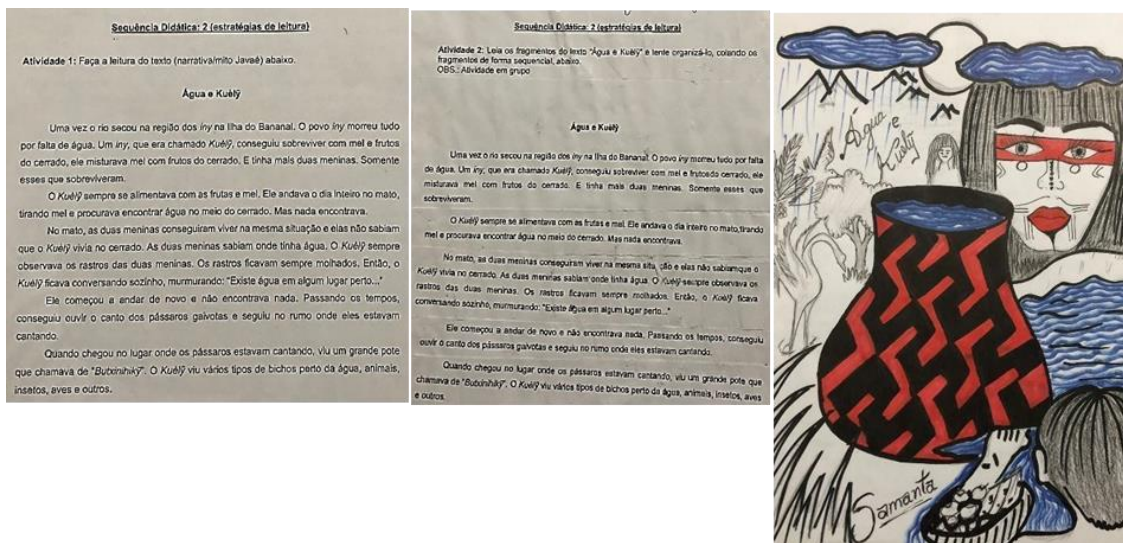 Sequência Didática: 2 (estratégias de leitura)
Atividade 1: Faça a leitura do texto (narrativa/mito Javaé) abaixo.
Água e Kuèlỹ
Uma vez o rio secou na região dos iny na Ilha do Bananal. O povo iny morreu tudo
por falta de água. Um iny, que era chamado Kuèlỹ, conseguiu sobreviver com mel e frutos
do cerrado, ele misturava mel com frutos do cerrado. E tinha mais duas meninas. Somente
esses que sobreviveram.
O Kuèlỹ sempre se alimentava com as frutas e mel. Ele andava o dia inteiro no mato,
tirando mel e procurava encontrar água no meio do cerrado. Mas nada encontrava.
No mato, as duas meninas conseguiram viver na mesma situação e elas não sabiam
que o Kuèlỹ vivia no cerrado. As duas meninas sabiam onde tinha água. O Kuèlỹ sempre
observava os rastros das duas meninas. Os rastros ficavam sempre molhados. Então, o
Kuèlỹ ficava conversando sozinho, murmurando: "Existe água em algum lugar perto..."
Ele começou a andar de novo e não encontrava nada. Passando os tempos,
conseguiu ouvir o canto dos pássaros gaivotas e seguiu no rumo onde eles estavam
cantando.
Quando chegou no lugar onde os pássaros estavam cantando, viu um grande pote
que chamava de "Bubinihikỹ". O Kuèlỹ viu vários tipos de bichos perto da água, animais,
insetos, aves e outros.
Sequência Didática: 2 (estratégias de leitura)
Atividade 2: Leia os fragmentos do texto "Água e Kuèlỹ" e tente organizá-lo, colando os
fragmentos de forma sequencial, abaixo.
OBS.: Atividade em grupo
Água e Kuèlỹ
Uma vez o rio secou na região dos iny na Ilha do Bananal. O povo iny morreu tudo por falta
de água. Um iny, que era chamado Kuèlỹ, conseguiu sobreviver com mel e frutos do cerrado, ele
misturava mel com frutos do cerrado. E tinha mais duas meninas. Somente esses que
sobreviveram.
O Kuèlỹ sempre se alimentava com as frutas e mel. Ele andava o dia inteiro no mato,tirando
mel e procurava encontrar água no meio do cerrado. Mas nada encontrava.
No mato, as duas meninas conseguiram viver na mesma situ ção e elas não sabiamque o
Kuèlỹ vivia no cerrado. As duas meninas sabiam onde tinha água. O Kuèlỹ sempre observava os
rastros das duas meninas. Os rastros ficavam sempre molhados. Então, o Kuèlỹ ficava
conversando sozinho, murmurando: "Existe água em algum lugar perto..."
Ele começou a andar de novo e não encontrava nada. Passando os tempos, conseguiu
ouvir o canto dos pássaros gaivotas e seguiu no rumo onde eles estavam cantando.
Quando chegou no lugar onde os pássaros estavam cantando, viu um grande pote que
chamava de "Bubinihikỹ". O Kuèlỹ viu vários tipos de bichos perto da água, animais, insetos, aves
e outros.
Água
e
Kuèlỹ
Samanta